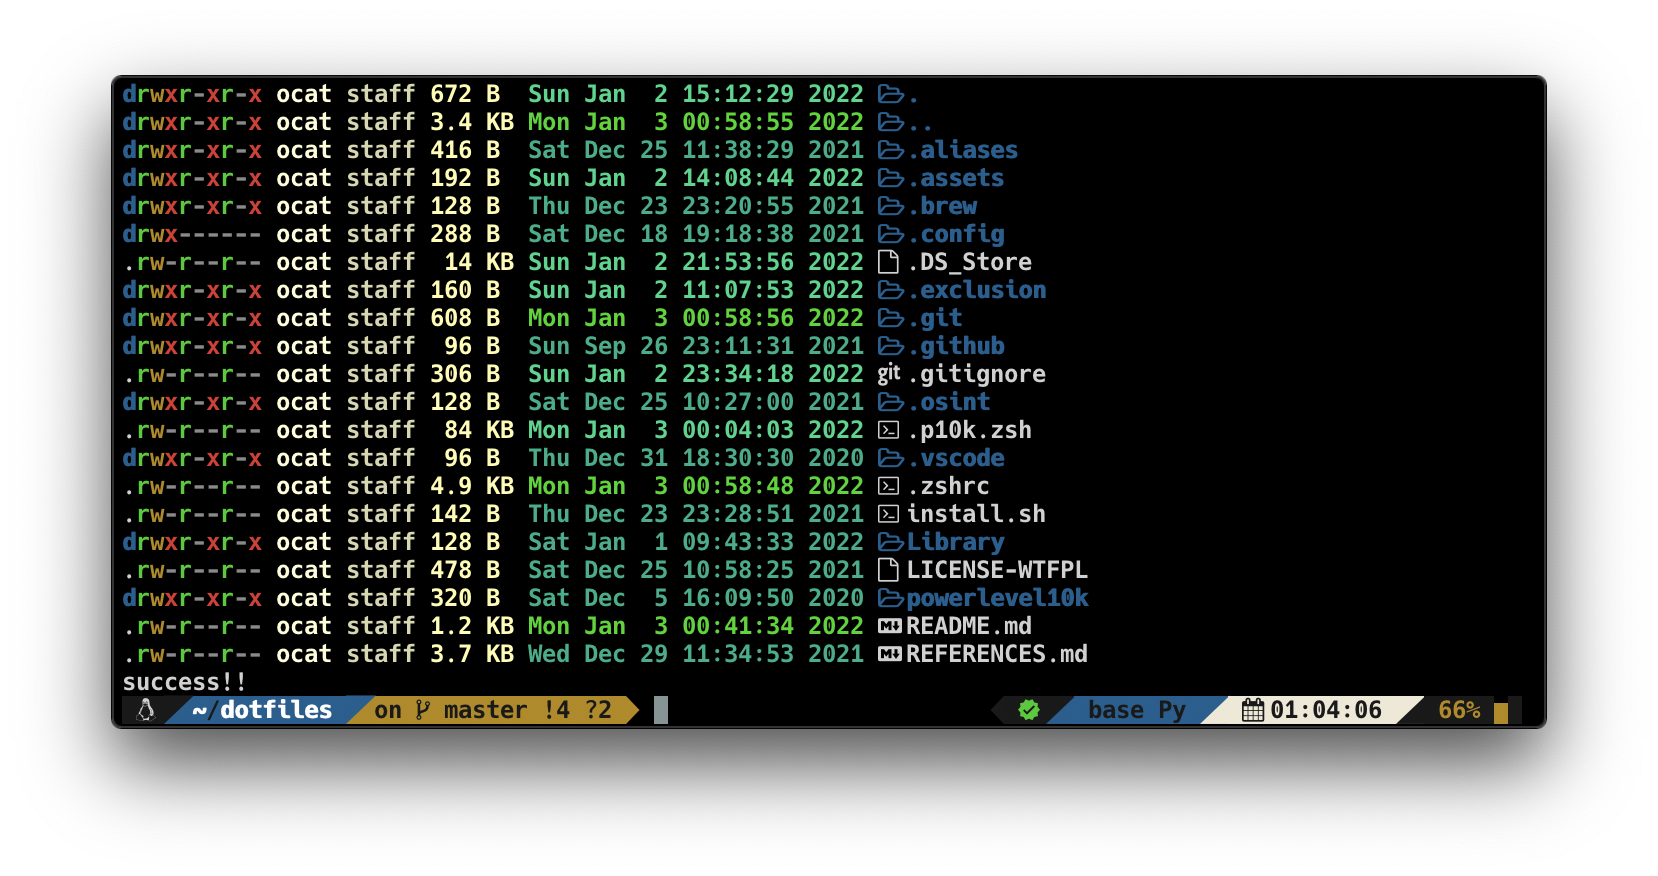 drwxr-xr-x ocat staff 672 B  Sun Jan  2 15:12:29 2022 .
drwxr-xr-x ocat staff 3.4 KB Mon Jan  3 00:58:55 2022 ..
drwxr-xr-x ocat staff 416 B  Sat Dec 25 11:38:29 2021 .aliases
drwxr-xr-x ocat staff 192 B  Sun Jan  2 14:08:44 2022 .assets
drwxr-xr-x ocat staff 128 B  Thu Dec 23 23:20:55 2021 .brew
drwx------ ocat staff 288 B  Sat Dec 18 19:18:38 2021 .config
.rw-r--r-- ocat staff  14 KB Sun Jan  2 21:53:56 2022 .DS_Store
drwxr-xr-x ocat staff 160 B  Sun Jan  2 11:07:53 2022 .exclusion
drwxr-xr-x ocat staff 608 B  Mon Jan  3 00:58:56 2022 .git
drwxr-xr-x ocat staff  96 B  Sun Sep 26 23:11:31 2021 .github
.rw-r--r-- ocat staff 306 B  Sun Jan  2 23:34:18 2022 git .gitignore
drwxr-xr-x ocat staff 128 B  Sat Dec 25 10:27:00 2021 .osint
.rw-r--r-- ocat staff  84 KB Mon Jan  3 00:04:03 2022 .p10k.zsh
drwxr-xr-x ocat staff  96 B  Thu Dec 31 18:30:30 2020 .vscode
.rw-r--r-- ocat staff 4.9 KB Mon Jan  3 00:58:48 2022 .zshrc
.rw-r--r-- ocat staff 142 B  Thu Dec 23 23:28:51 2021 install.sh
drwxr-xr-x ocat staff 128 B  Sat Jan  1 09:43:33 2022 Library
.rw-r--r-- ocat staff 478 B  Sat Dec 25 10:58:25 2021 LICENSE-WTFPL
drwxr-xr-x ocat staff 320 B  Sat Dec  5 16:09:50 2020 powerlevel10k
.rw-r--r-- ocat staff 1.2 KB Mon Jan  3 00:41:34 2022 README.md
.rw-r--r-- ocat staff 3.7 KB Wed Dec 29 11:34:53 2021 REFERENCES.md
success!!
~/dotfiles on master !4 ?2 base Py 01:04:06 66%